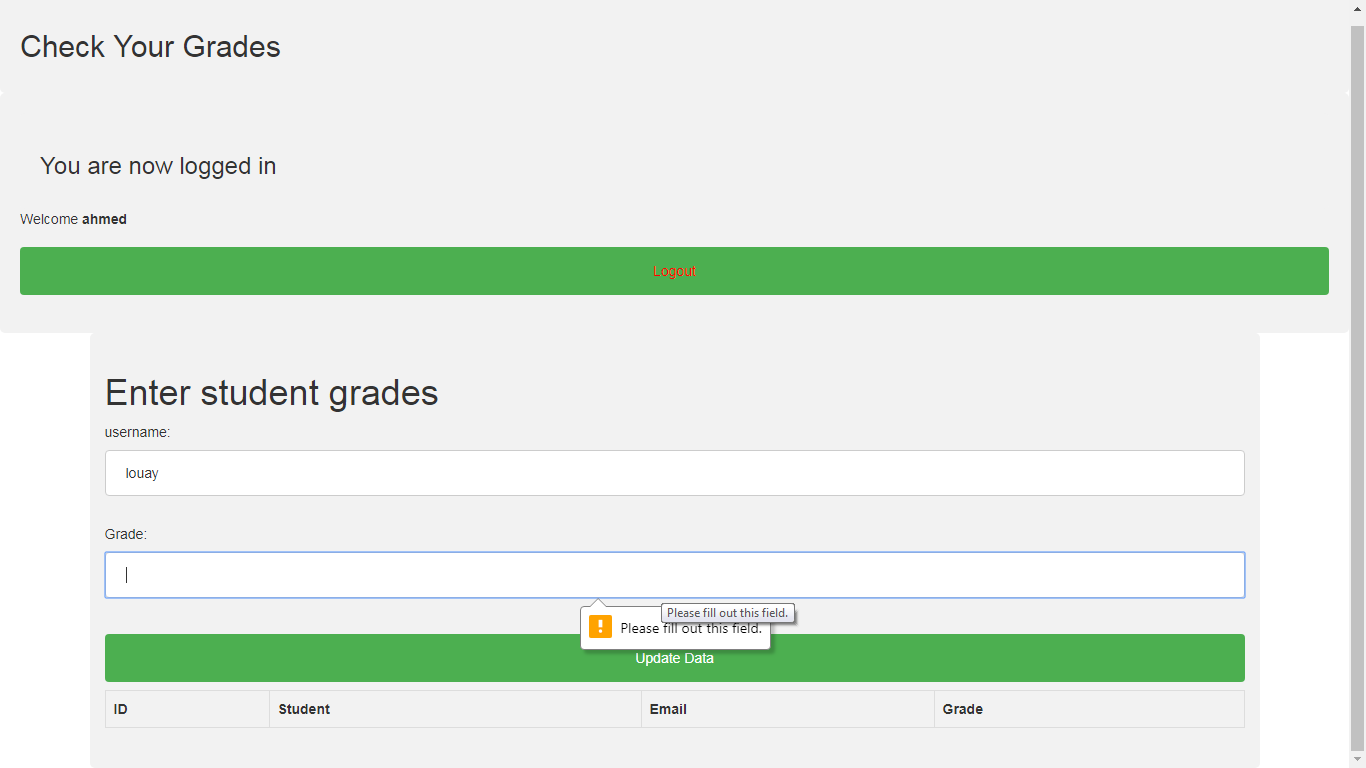 Check Your Grades
You are now logged in
Welcome ahmed
Logout
Enter student grades
username:
louay
Grade:
Please fill out this field.
! Please fill out this field.
Update Data
ID Student Email Grade